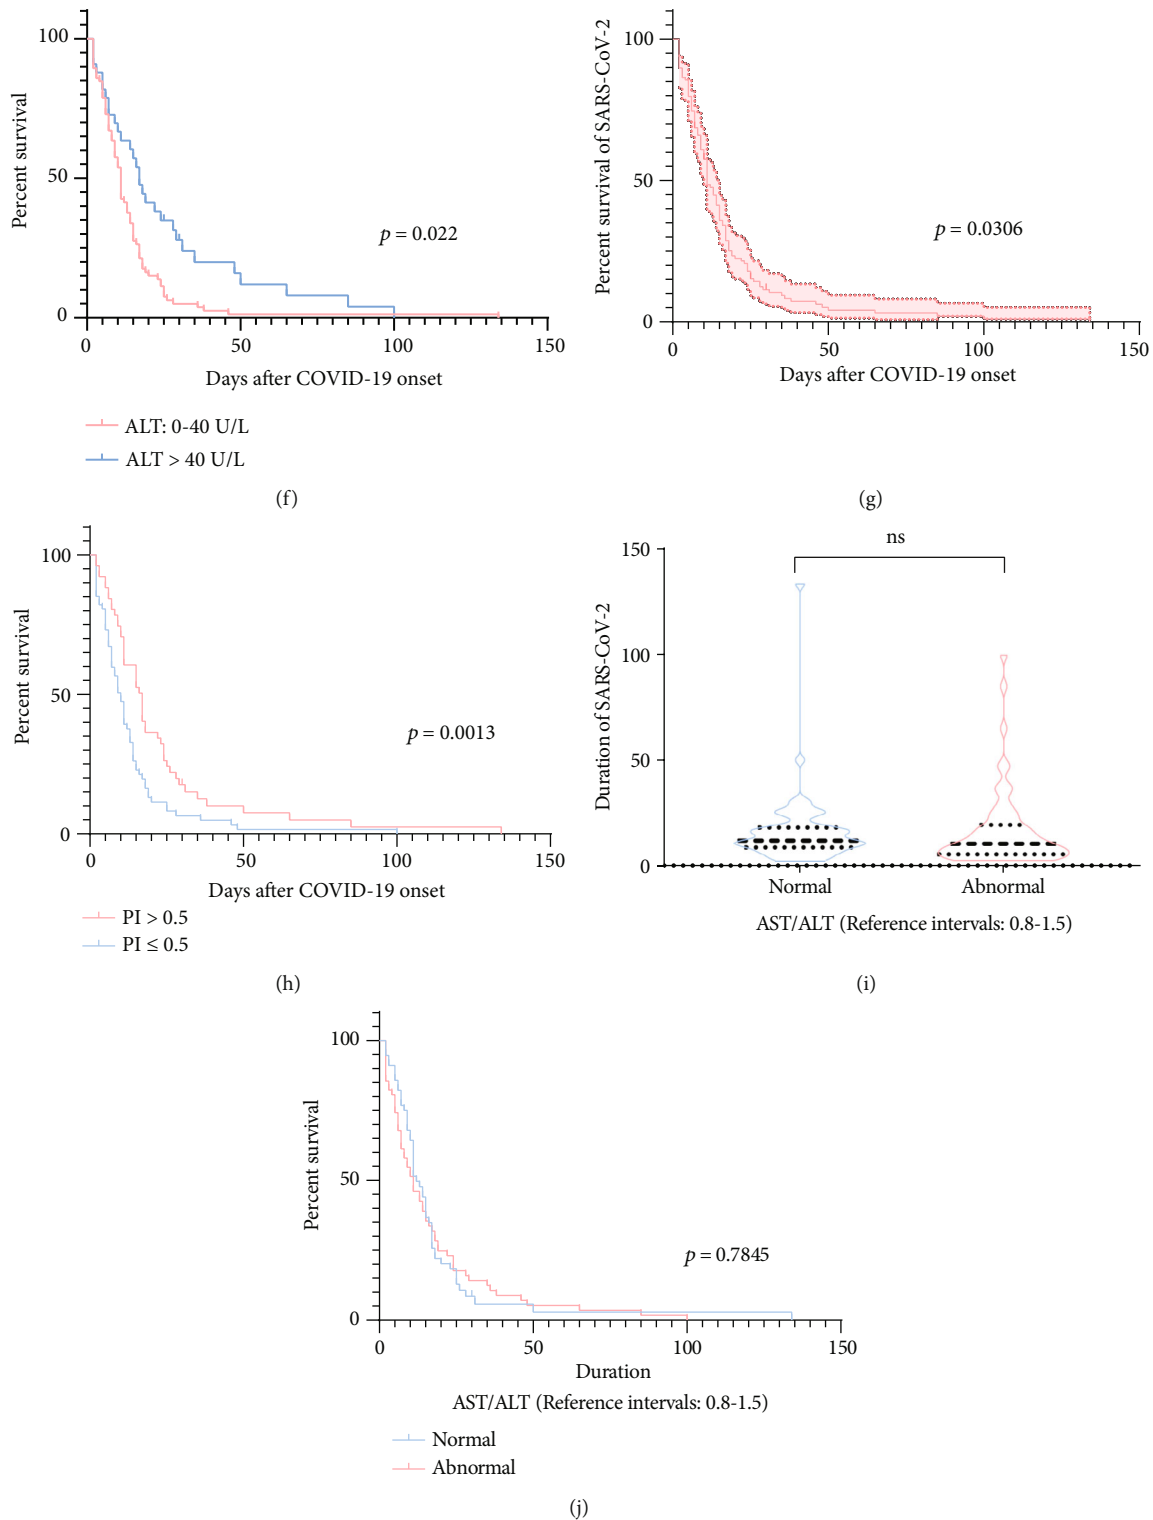 100
50
0
Percent survival
p = 0.022
0 50 100 150
Days after COVID-19 onset
ALT: 0-40 U/L
ALT > 40 U/L
(f)
100
50
0
Percent survival of SARS-CoV-2
p = 0.0306
0 50 100 150
Days after COVID-19 onset
(g)
100
50
0
Percent survival
p = 0.0013
0 50 100 150
Days after COVID-19 onset
PI > 0.5
PI ≤ 0.5
(h)
ns
150
100
50
0
Duration of SARS-CoV-2
Normal Abnormal
AST/ALT (Reference intervals: 0.8-1.5)
(i)
100
50
0
Percent survival
p = 0.7845
0 50 100 150
Duration
AST/ALT (Reference intervals: 0.8-1.5)
Normal
Abnormal
(j)